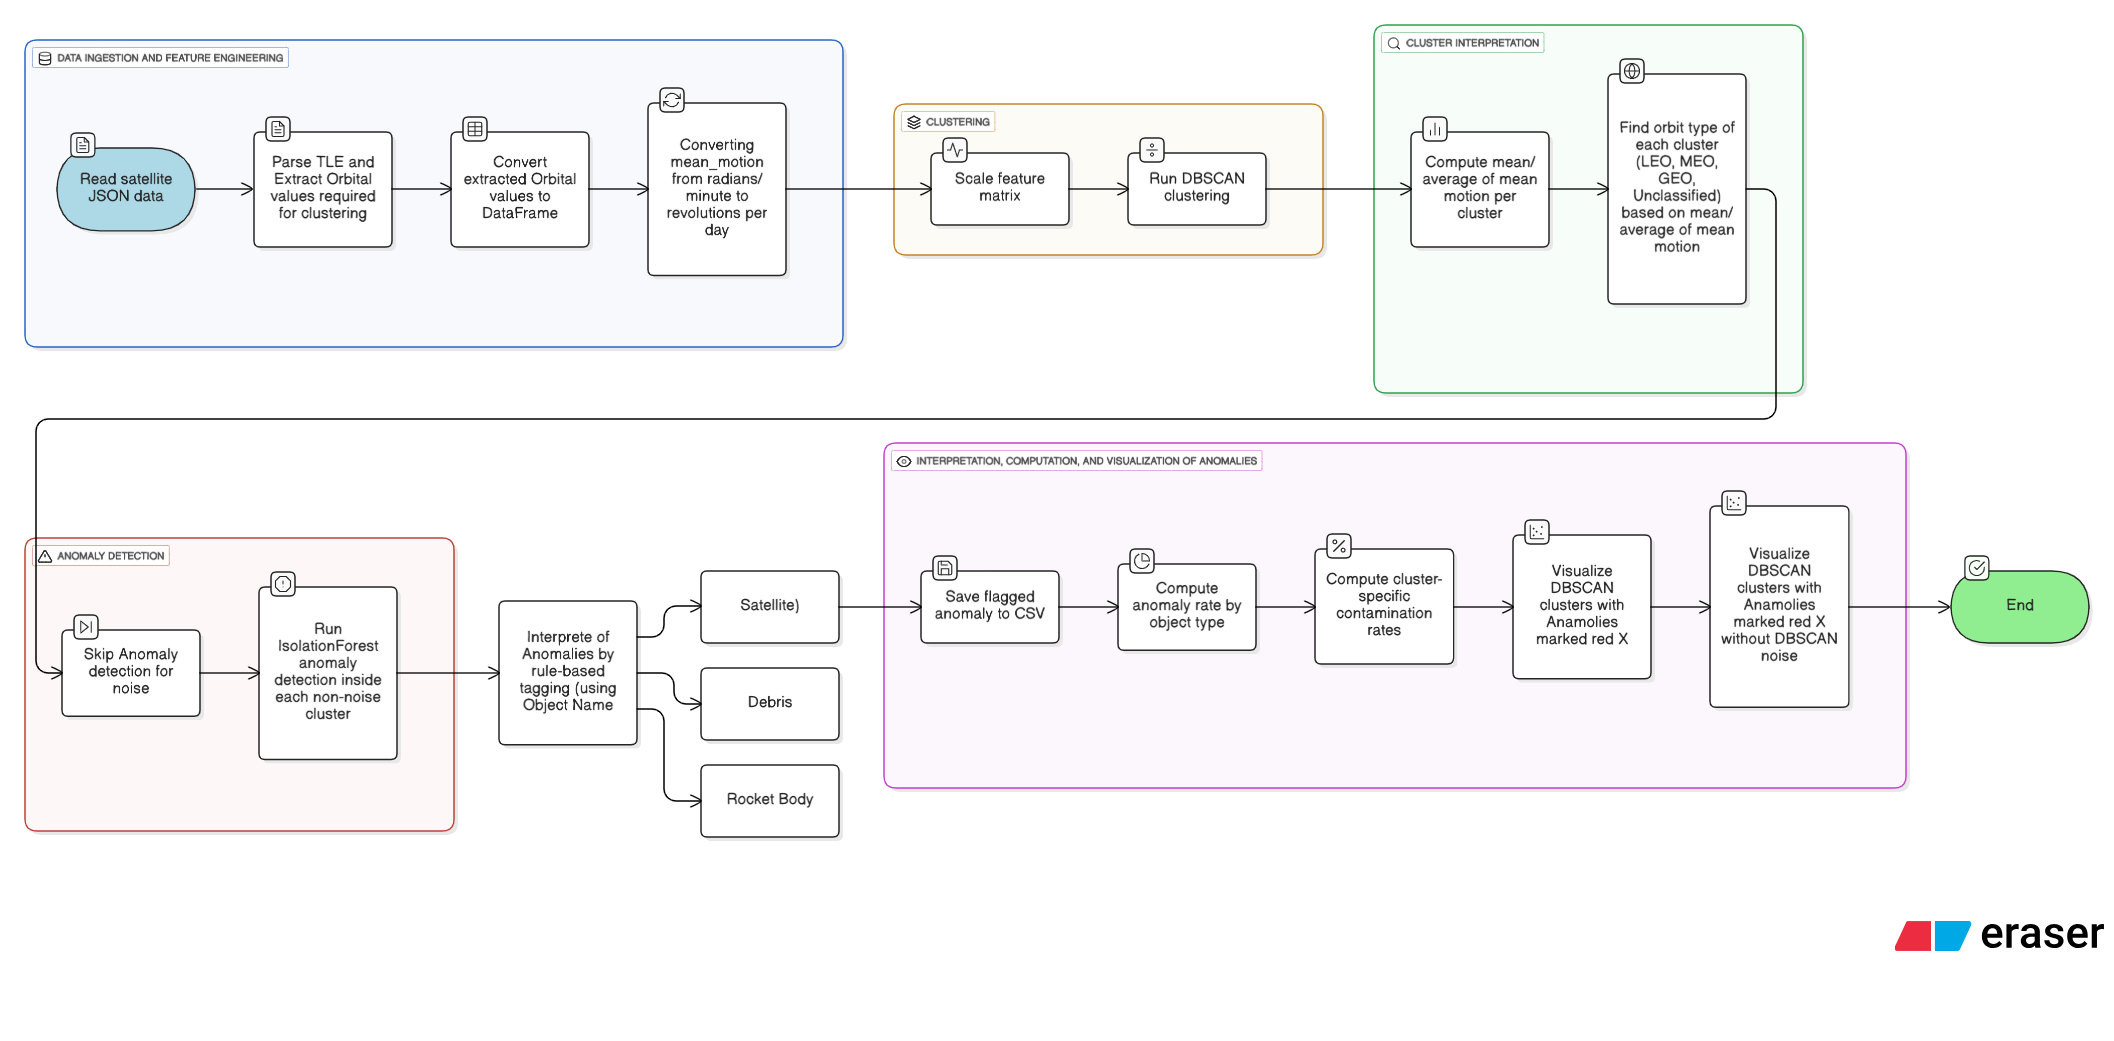 DATA INGESTION AND FEATURE ENGINEERING
Read satellite
JSON data
Parse TLE and
Extract Orbital
values required
for clustering
Convert
extracted Orbital
values to
DataFrame
Converting
mean_motion
from radians/
minute to
revolutions per
day
CLUSTERING
Scale feature
matrix
Run DBSCAN
clustering
CLUSTER INTERPRETATION
Compute mean/
average of mean
motion per
cluster
Find orbit type of
each cluster
(LEO, MEO,
GEO,
Unclassified)
based on mean/
average of mean
motion
ANOMALY DETECTION
Skip Anomaly
detection for
noise
Run
IsolationForest
anomaly
detection inside
each non-noise
cluster
Interprete of
Anomalies by
rule-based
tagging (using
Object Name
Satellite)
Debris
Rocket Body
INTERPRETATION, COMPUTATION, AND VISUALIZATION OF ANOMALIES
Save flagged
anomaly to CSV
Compute
anomaly rate by
object type
Compute cluster-
specific
contamination
rates
Visualize
DBSCAN
clusters with
Anamolies
marked red X
Visualize
DBSCAN
clusters with
Anamolies
marked red X
without DBSCAN
noise
End
eraser